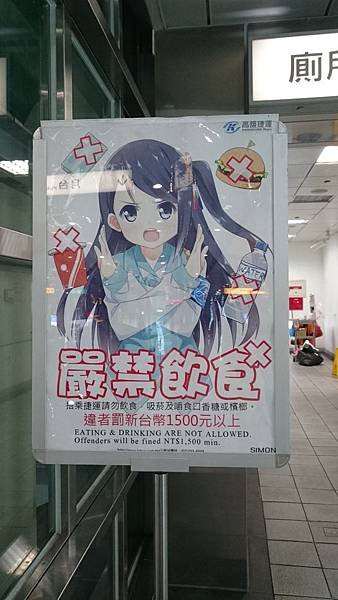 廁
高雄捷運
WATER
嚴禁飲食
搭乘捷運請勿飲食、吸菸及嚼食口香糖或檳榔。
違者罰新台幣1500元以上
EATING & DRINKING ARE NOT ALLOWED.
Offenders will be fined NT$1,500 min.
SIMON